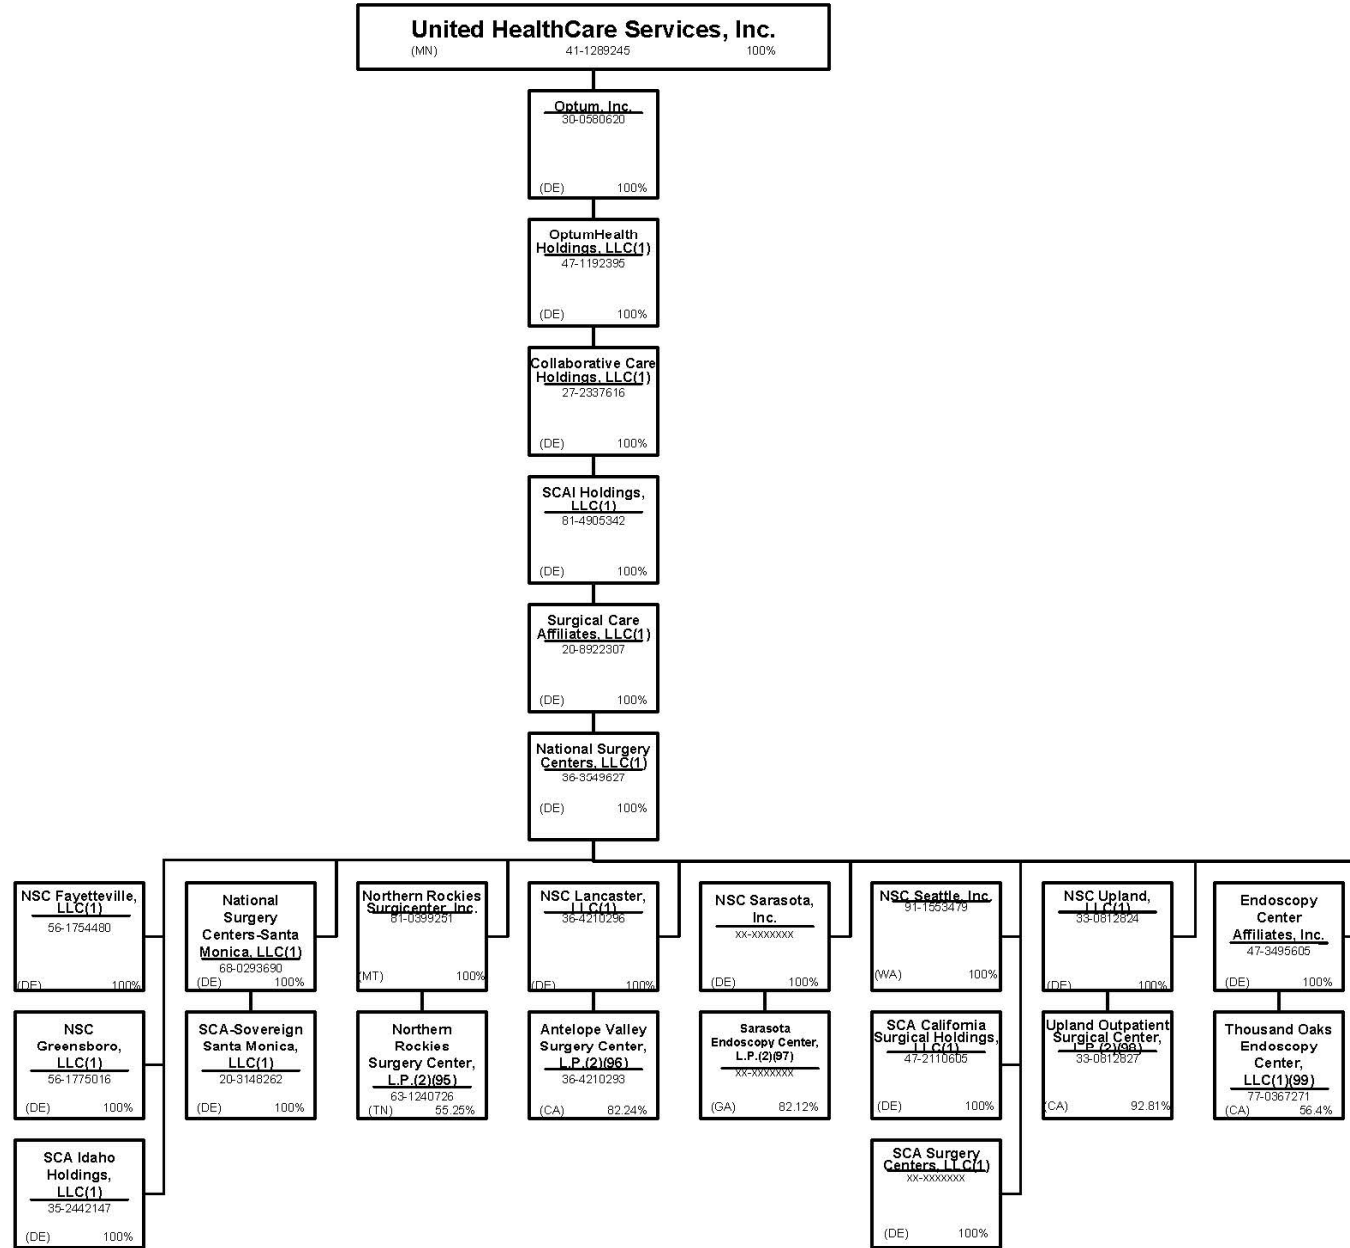 United HealthCare Services, Inc.
(MN) 41-1289245 100%
Optum, Inc.
30-0580620
(DE) 100%
OptumHealth
Holdings, LLC(1)
47-1192395
(DE) 100%
Collaborative Care
Holdings, LLC(1)
27-2337616
(DE) 100%
SCAI Holdings,
LLC(1)
81-4905342
(DE) 100%
Surgical Care
Affiliates, LLC(1)
20-8922307
(DE) 100%
National Surgery
Centers, LLC(1)
36-3549627
(DE) 100%
NSC Fayetteville,
LLC(1)
56-1754480
(DE) 100%
National
Surgery
Centers-Santa
Monica, LLC(1)
68-0293690
(DE) 100%
Northern Rockies
Surgicenter, Inc.
81-0399251
(MT) 100%
NSC Lancaster,
LLC(1)
36-4210296
(DE) 100%
NSC Sarasota,
Inc.
xx-xxxxxxx
(DE) 100%
NSC Seattle, Inc.
91-1553479
(WA) 100%
NSC Upland,
LLC(1)
33-0812824
(DE) 100%
Endoscopy
Center
Affiliates, Inc.
47-3495605
(DE) 100%
NSC
Greensboro,
LLC(1)
56-1775016
(DE) 100%
SCA-Sovereign
Santa Monica,
LLC(1)
20-3148262
(DE) 100%
Northern
Rockies
Surgery Center,
L.P.(2)(95)
63-1240726
(TN) 55.25%
Antelope Valley
Surgery Center,
L.P.(2)(96)
36-4210293
(CA) 82.24%
Sarasota
Endoscopy Center,
L.P.(2)(97)
xx-xxxxxxx
(GA) 82.12%
SCA California
Surgical Holdings,
LLC(1)
47-2110605
(DE) 100%
Upland Outpatient
Surgical Center,
L.P.(2)(98)
33-0812827
(CA) 92.81%
Thousand Oaks
Endoscopy
Center,
LLC(1)(99)
77-0367271
(CA) 56.4%
SCA Idaho
Holdings,
LLC(1)
35-2442147
(DE) 100%
SCA Surgery
Centers, LLC(1)
xx-xxxxxxx
(DE) 100%